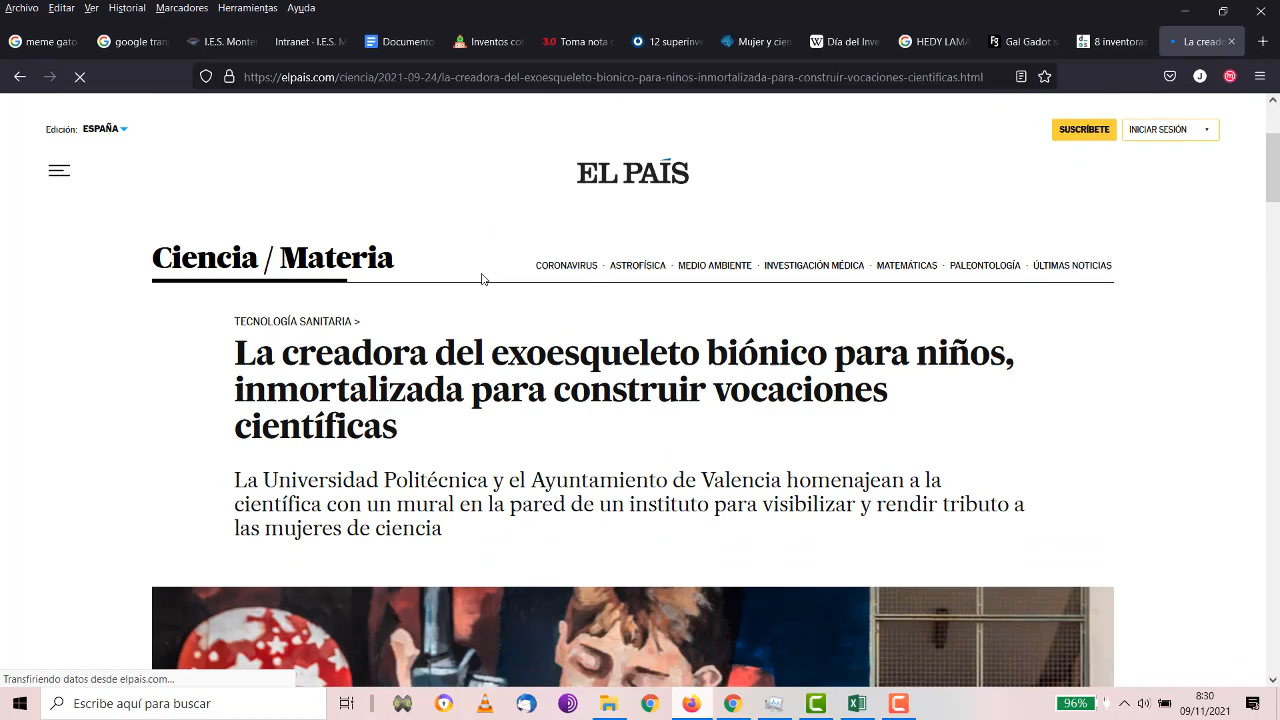 Archivo Editar Ver Historial Marcadores Herramientas Ayuda
meme gato
google tran
I.E.S. Monte
Intranet - I.E.S. M
Documento
Inventos cot
3.0 Toma nota
12 superinve
Mujer y cien
W Día del Inve
HEDY LAMA
Fg Gal Gadot s
8 inventoras
La cread
https://elpais.com/ciencia/2021-09-24/la-creadora-del-exoesqueleto-bionico-para-ninos-inmortalizada-para-construir-vocaciones-cientificas.html
J
Edición: ESPAÑA
SUSCRÍBETE
INICIAR SESIÓN
EL PAÍS
Ciencia / Materia
CORONAVIRUS · ASTROFÍSICA · MEDIO AMBIENTE · INVESTIGACIÓN MÉDICA · MATEMÁTICAS · PALEONTOLOGÍA · ÚLTIMAS NOTICIAS
TECNOLOGÍA SANITARIA >
La creadora del exoesqueleto biónico para niños,
inmortalizada para construir vocaciones
científicas
La Universidad Politécnica y el Ayuntamiento de Valencia homenajean a la
científica con un mural en la pared de un instituto para visibilizar y rendir tributo a
las mujeres de ciencia
Transfiriendo datos desde elpais.com...
Escribe aquí para buscar
96%
8:30
09/11/2021